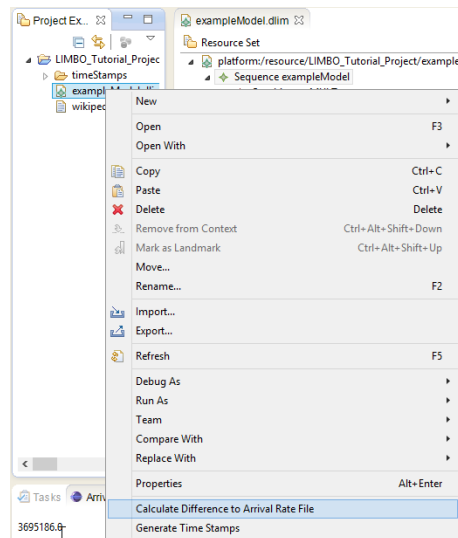 Project Ex...
exampleModel.dlim
Resource Set
LIMBO_Tutorial_Projec
platform:/resource/LIMBO_Tutorial_Project/example
timeStamps
Sequence exampleModel
wikiped
New
Open F3
Open With
Copy Ctrl+C
Paste Ctrl+V
Delete Delete
Remove from Context Ctrl+Alt+Shift+Down
Mark as Landmark Ctrl+Alt+Shift+Up
Move...
Rename... F2
Import...
Export...
Refresh F5
Debug As
Run As
Team
Compare With
Replace With
Properties Alt+Enter
Tasks Arriv
Calculate Difference to Arrival Rate File
Generate Time Stamps
3695186.0